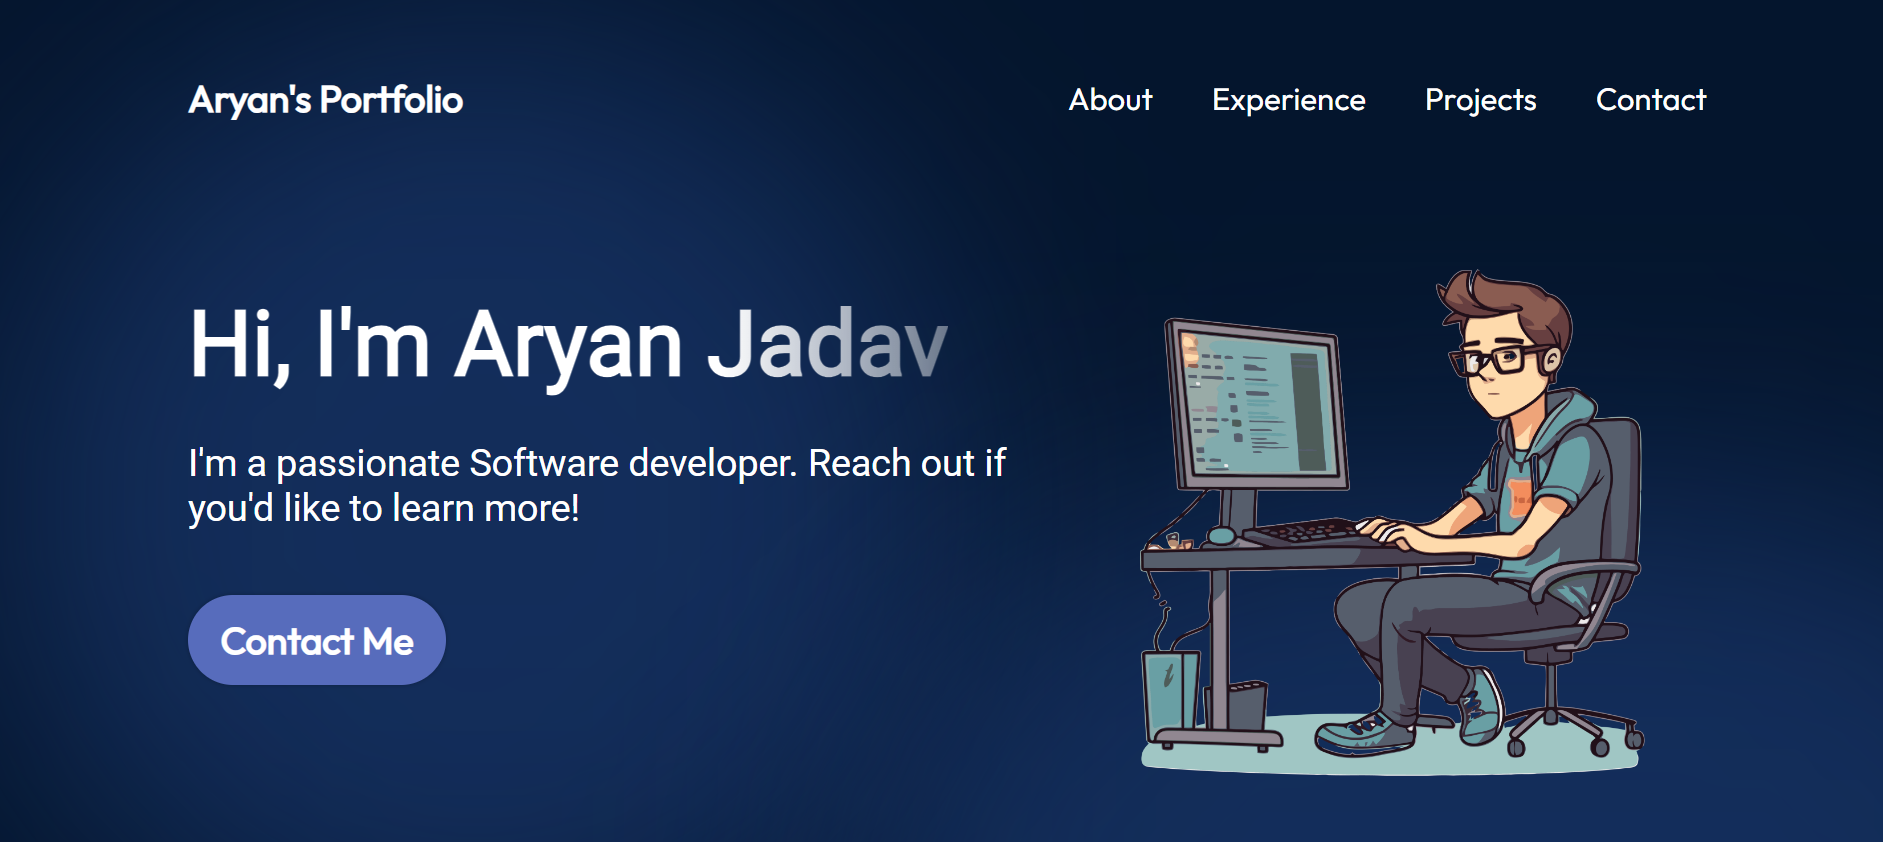 Aryan's Portfolio
About Experience Projects Contact
Hi, I'm Aryan Jadav
I'm a passionate Software developer. Reach out if
you'd like to learn more!
Contact Me